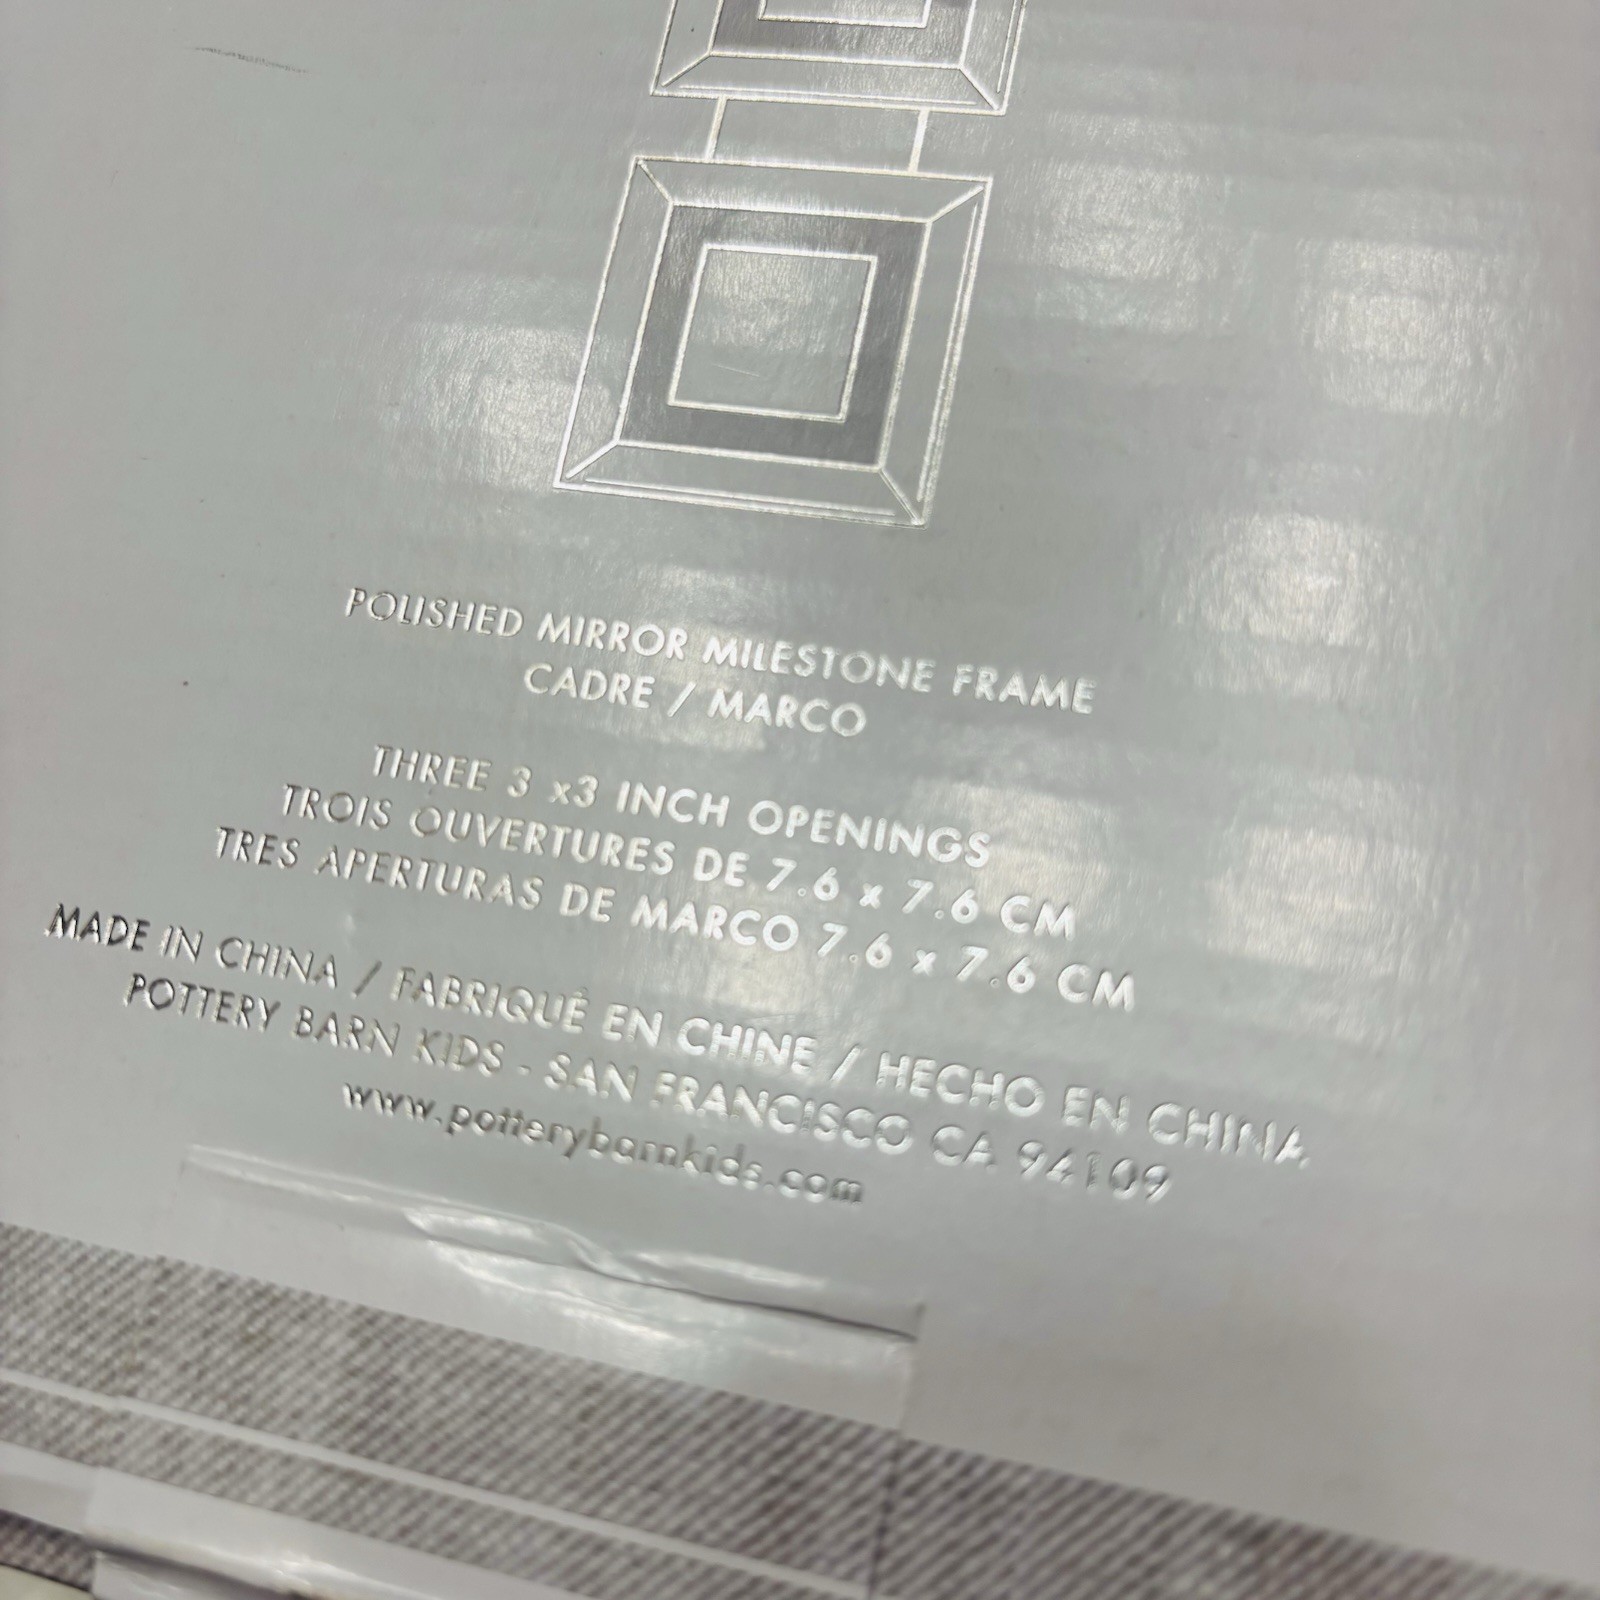 POLISHED MIRROR MILESTONE FRAME
CADRE / MARCO
THREE 3 x3 INCH OPENINGS
TROIS OUVERTURES DE 7.6 x 7.6 CM
TRES APERTURAS DE MARCO 7.6 x 7.6 CM
MADE IN CHINA / FABRIQUÉ EN CHINE / HECHO EN CHINA
POTTERY BARN KIDS - SAN FRANCISCO CA 94109
www.potterybarnkids.com